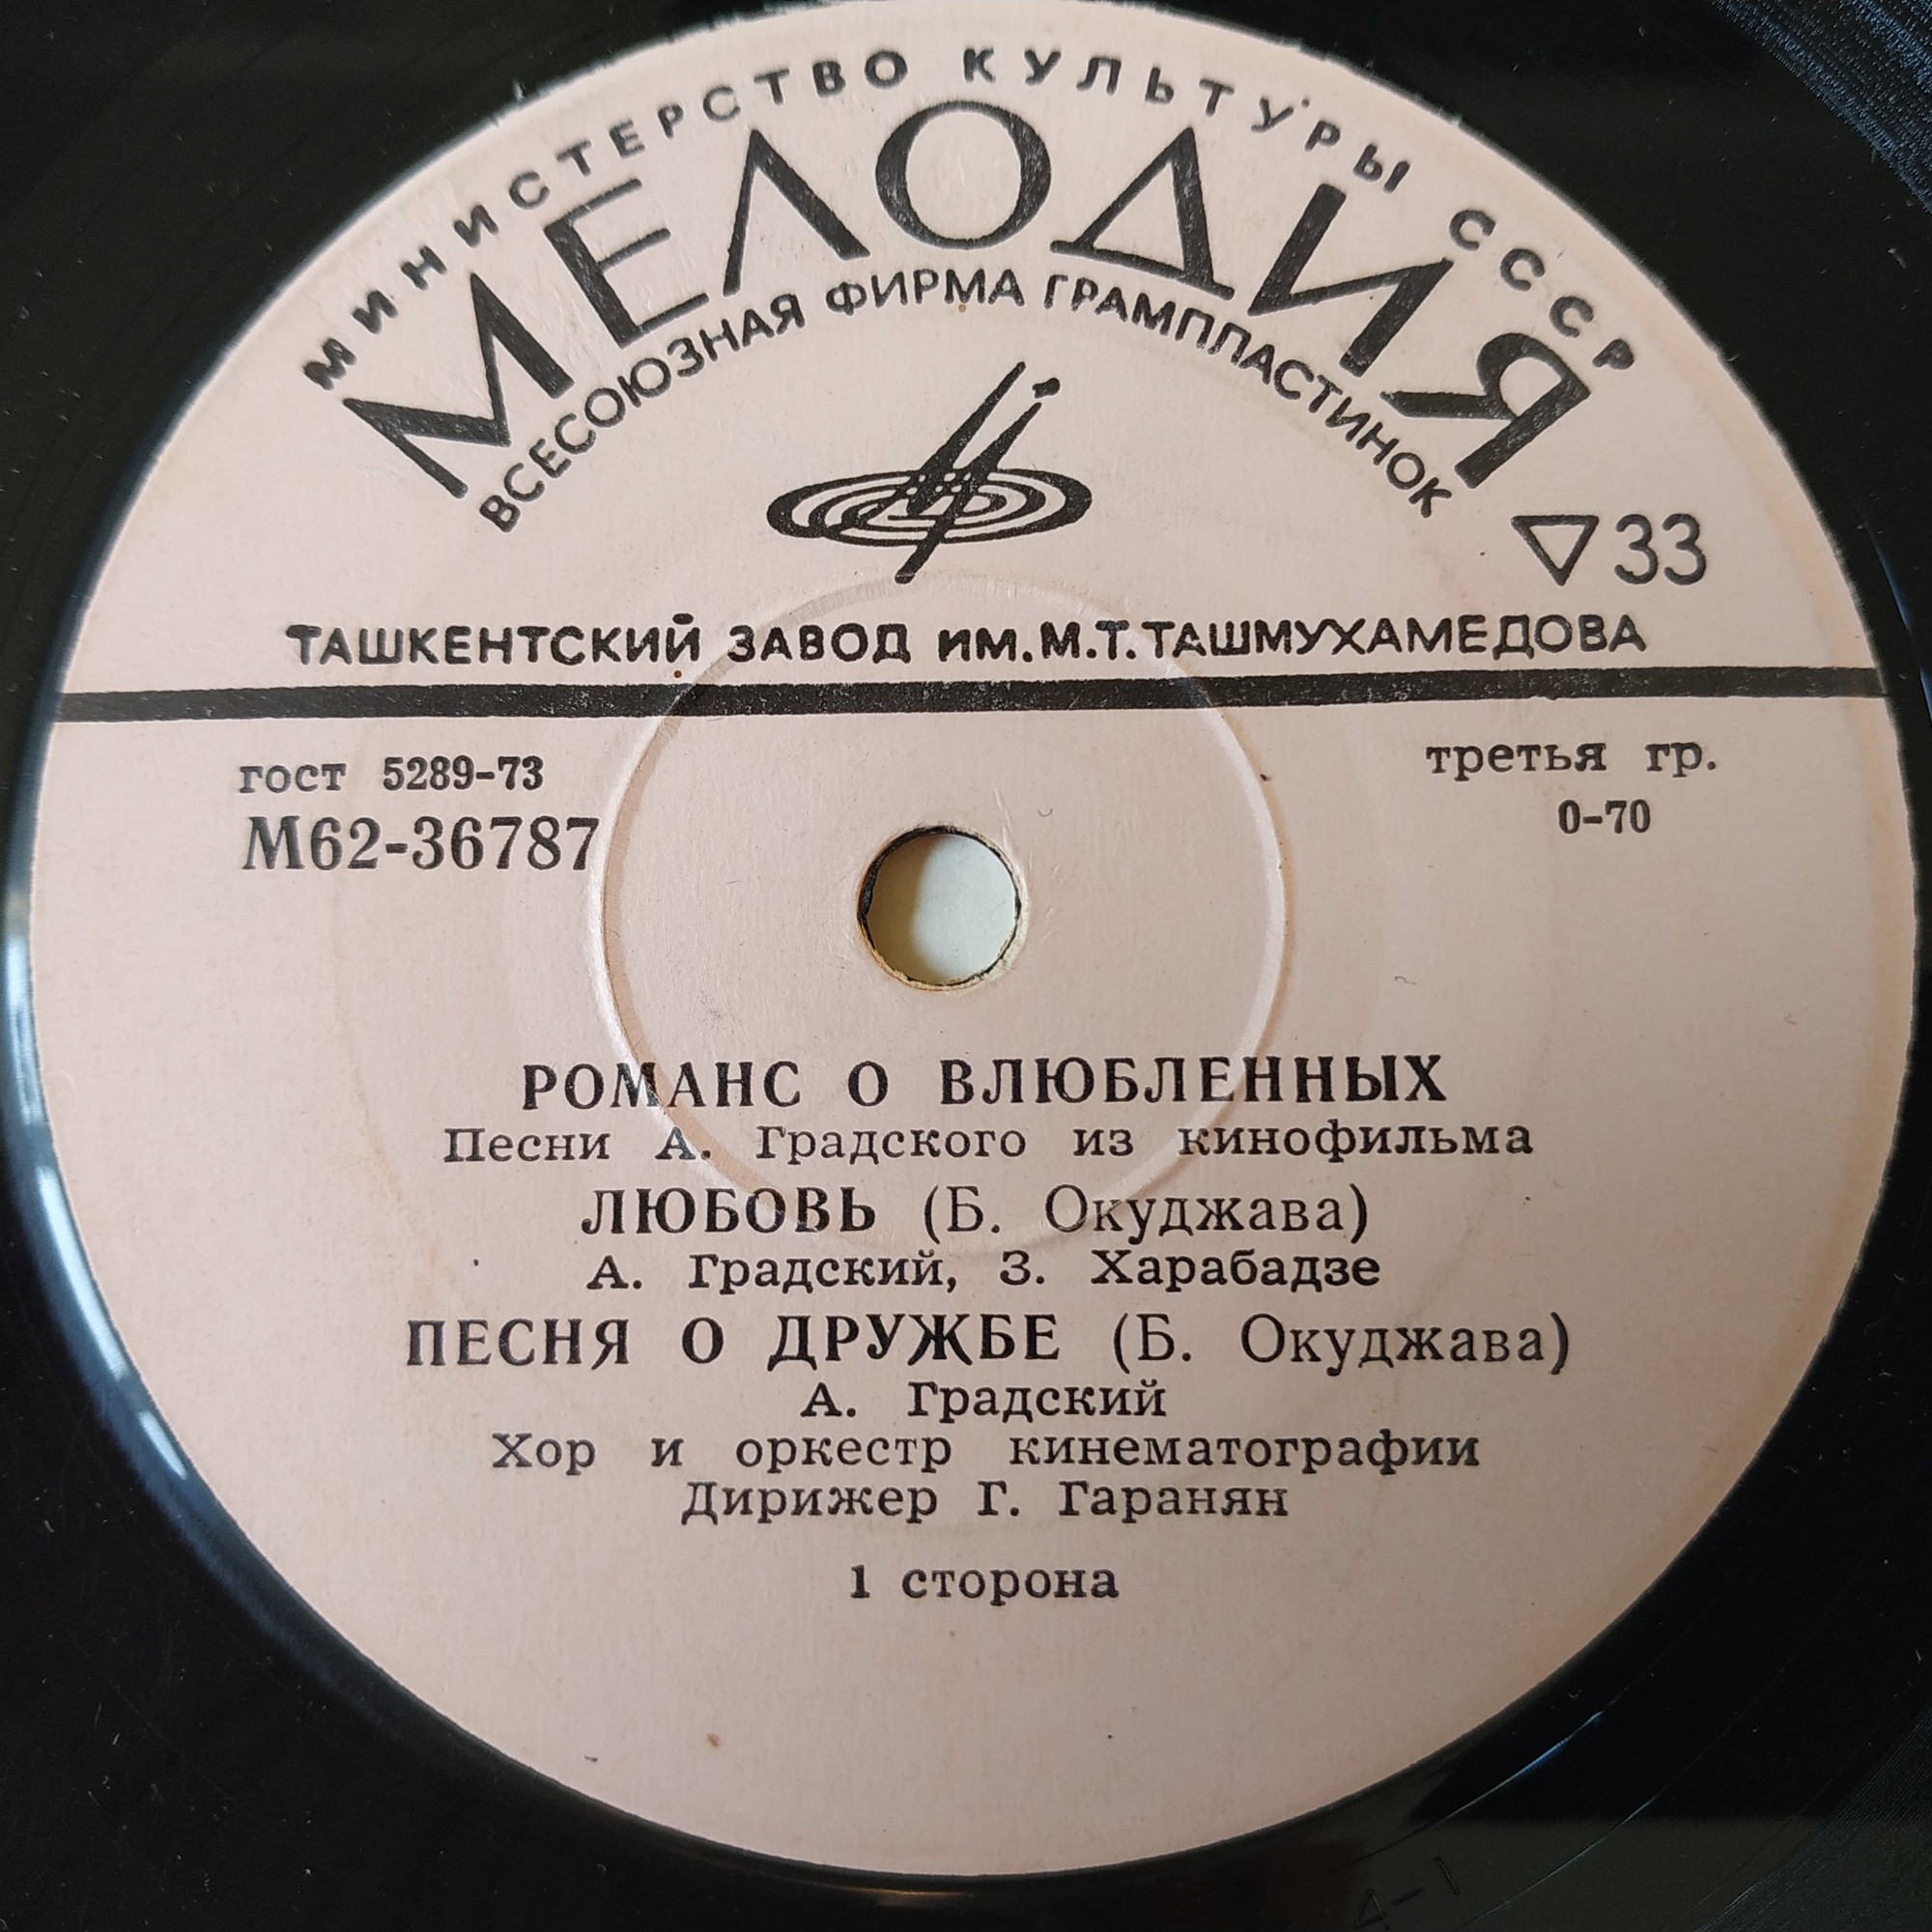 МИНИСТЕРСТВО КУЛЬТУРЫ СССР
МЕЛОДИЯ
ВСЕСОЮЗНАЯ ФИРМА ГРАМПЛАСТИНОК
33
ТАШКЕНТСКИЙ ЗАВОД ИМ. М.Т. ТАШМУХАМЕДОВА
гост 5289-73
третья гр.
М62-36787
0-70
РОМАНС О ВЛЮБЛЕННЫХ
Песни А. Градского из кинофильма
ЛЮБОВЬ (Б. Окуджава)
А. Градский, З. Харабадзе
ПЕСНЯ О ДРУЖБЕ (Б. Окуджава)
А. Градский
Хор и оркестр кинематографии
Дирижер Г. Гаранян
1 сторона
4-1